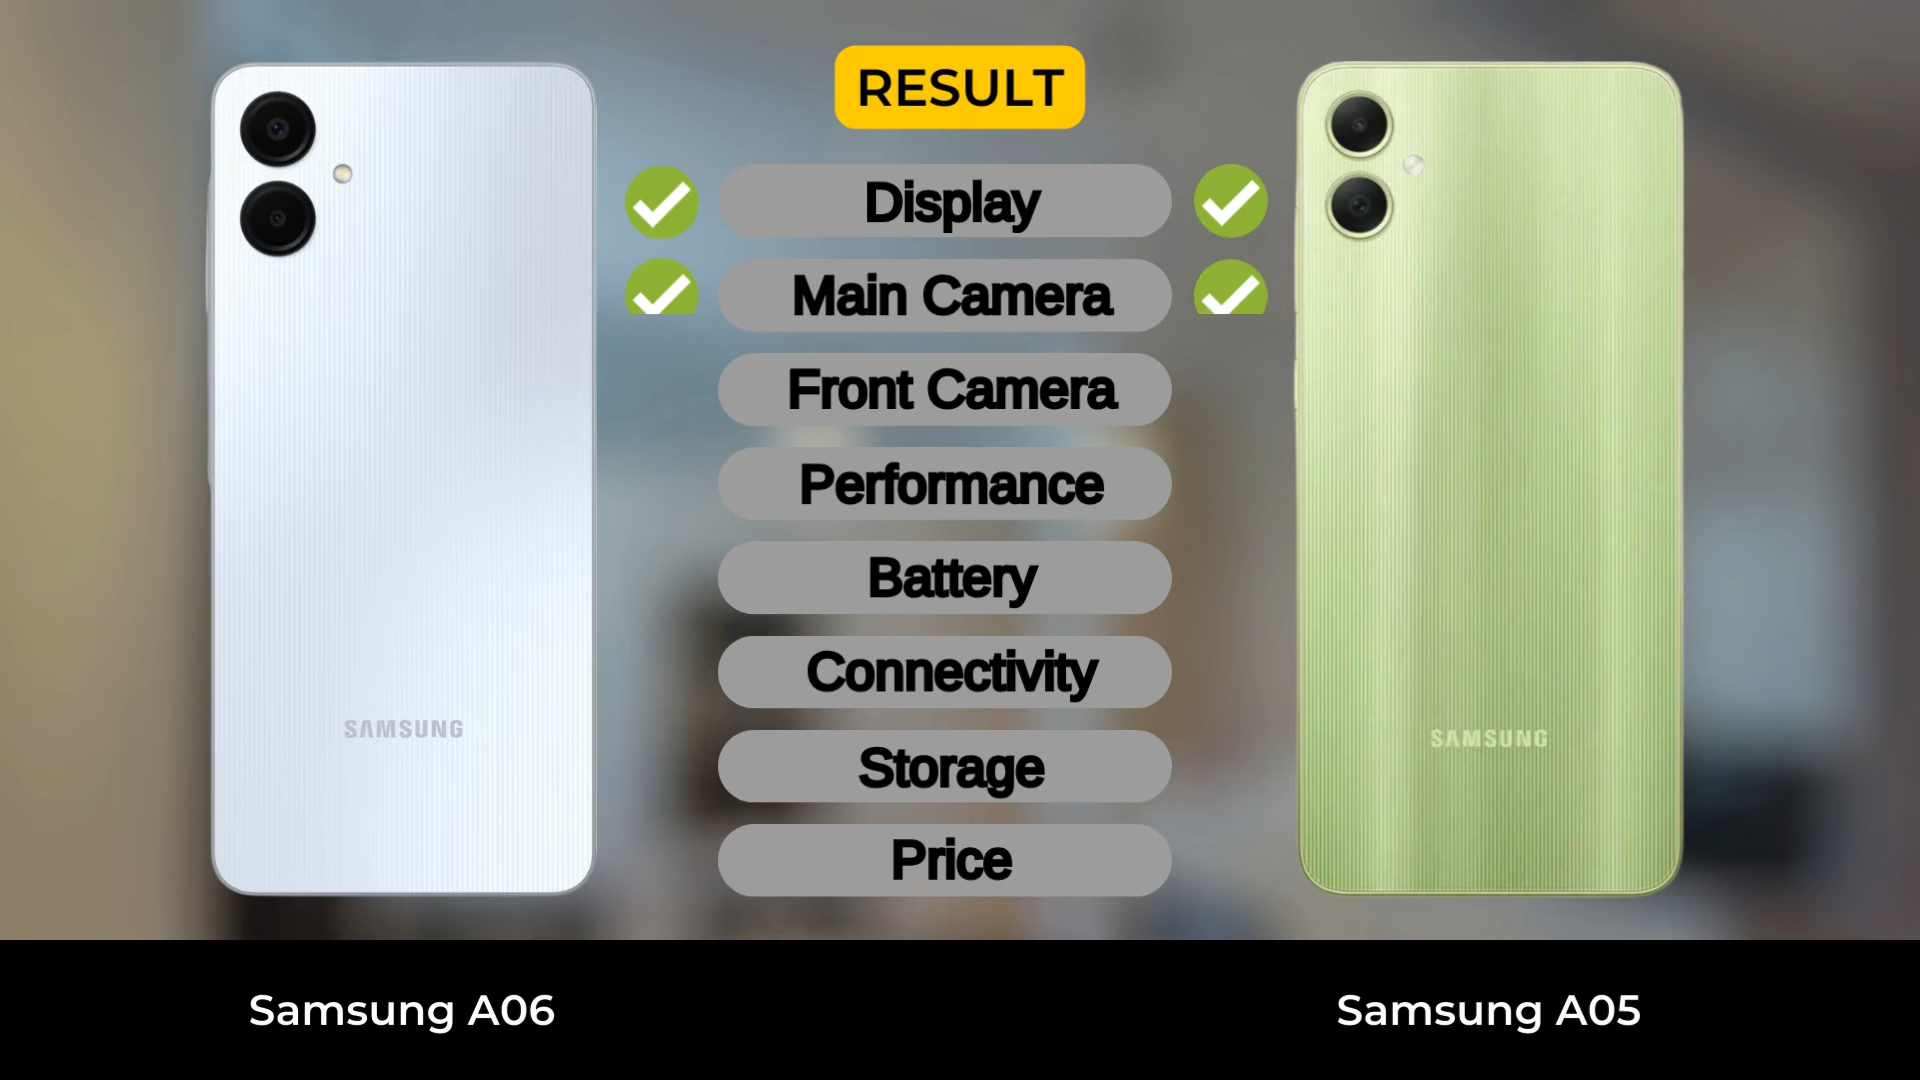 RESULT
Display
Main Camera
Front Camera
Performance
Battery
Connectivity
Storage
Price
SAMSUNG
SAMSUNG
Samsung A06
Samsung A05